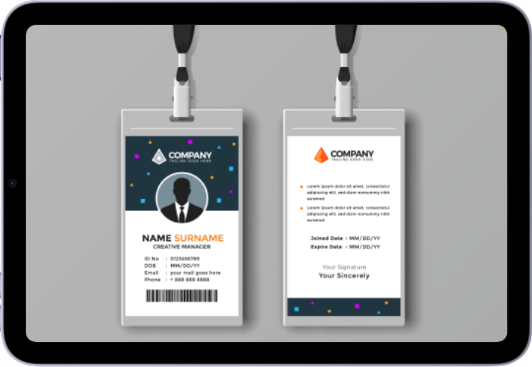 COMPANY
TAGLINE GOES HERE
NAME SURNAME
CREATIVE MANAGER
ID No : 0123456789
DOB : MM/DD/YY
Email : your mail goes here
Phone : + 888 888 8888
COMPANY
TAGLINE GOES HERE
Lorem ipsum dolor sit amet, consectetur
adipiscing elit, sed diam nonummy nibh
euismod
Lorem ipsum dolor sit amet, consectetur
adipiscing elit, sed diam nonummy nibh
euismod
Joined Date : MM/DD/YY
Expire Date : MM/DD/YY
Your Signature
Your Sincerely